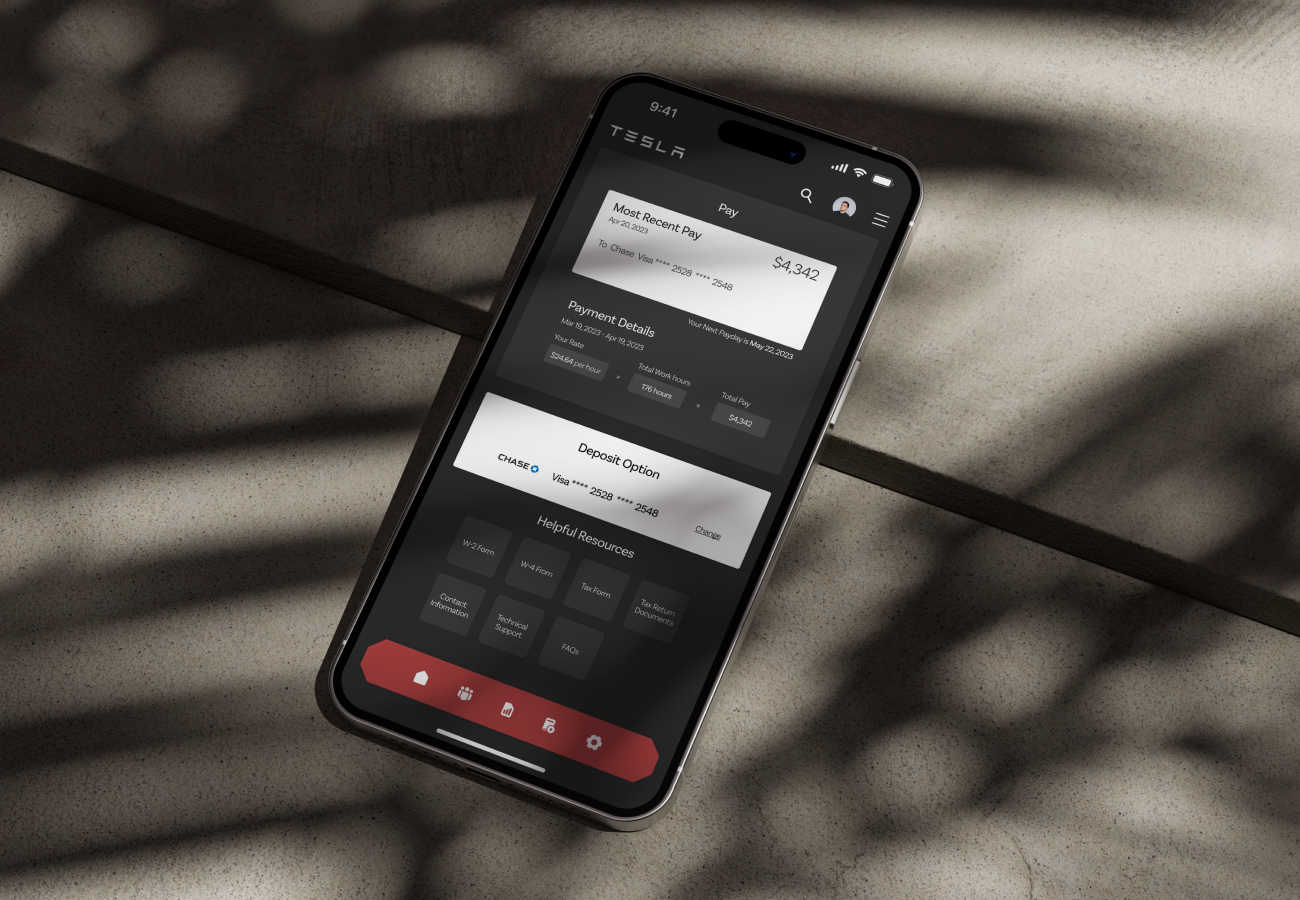 9:41
TESLA
Pay
Most Recent Pay
Apr 20, 2023
$4,342
To Chase Visa **** 2528 **** 2548
Your Next Payday is May 22, 2023
Payment Details
Mar 19, 2023 - Apr 19, 2023
Your Rate
$24.64 per hour
×
Total Work hours
176 hours
=
Total Pay
$4,342
Deposit Option
CHASE
Visa **** 2528 **** 2548
Change
Helpful Resources
W-2 Form
W-4 From
Tax Form
Tax Return
Documents
Contact
Information
Technical
Support
FAQs